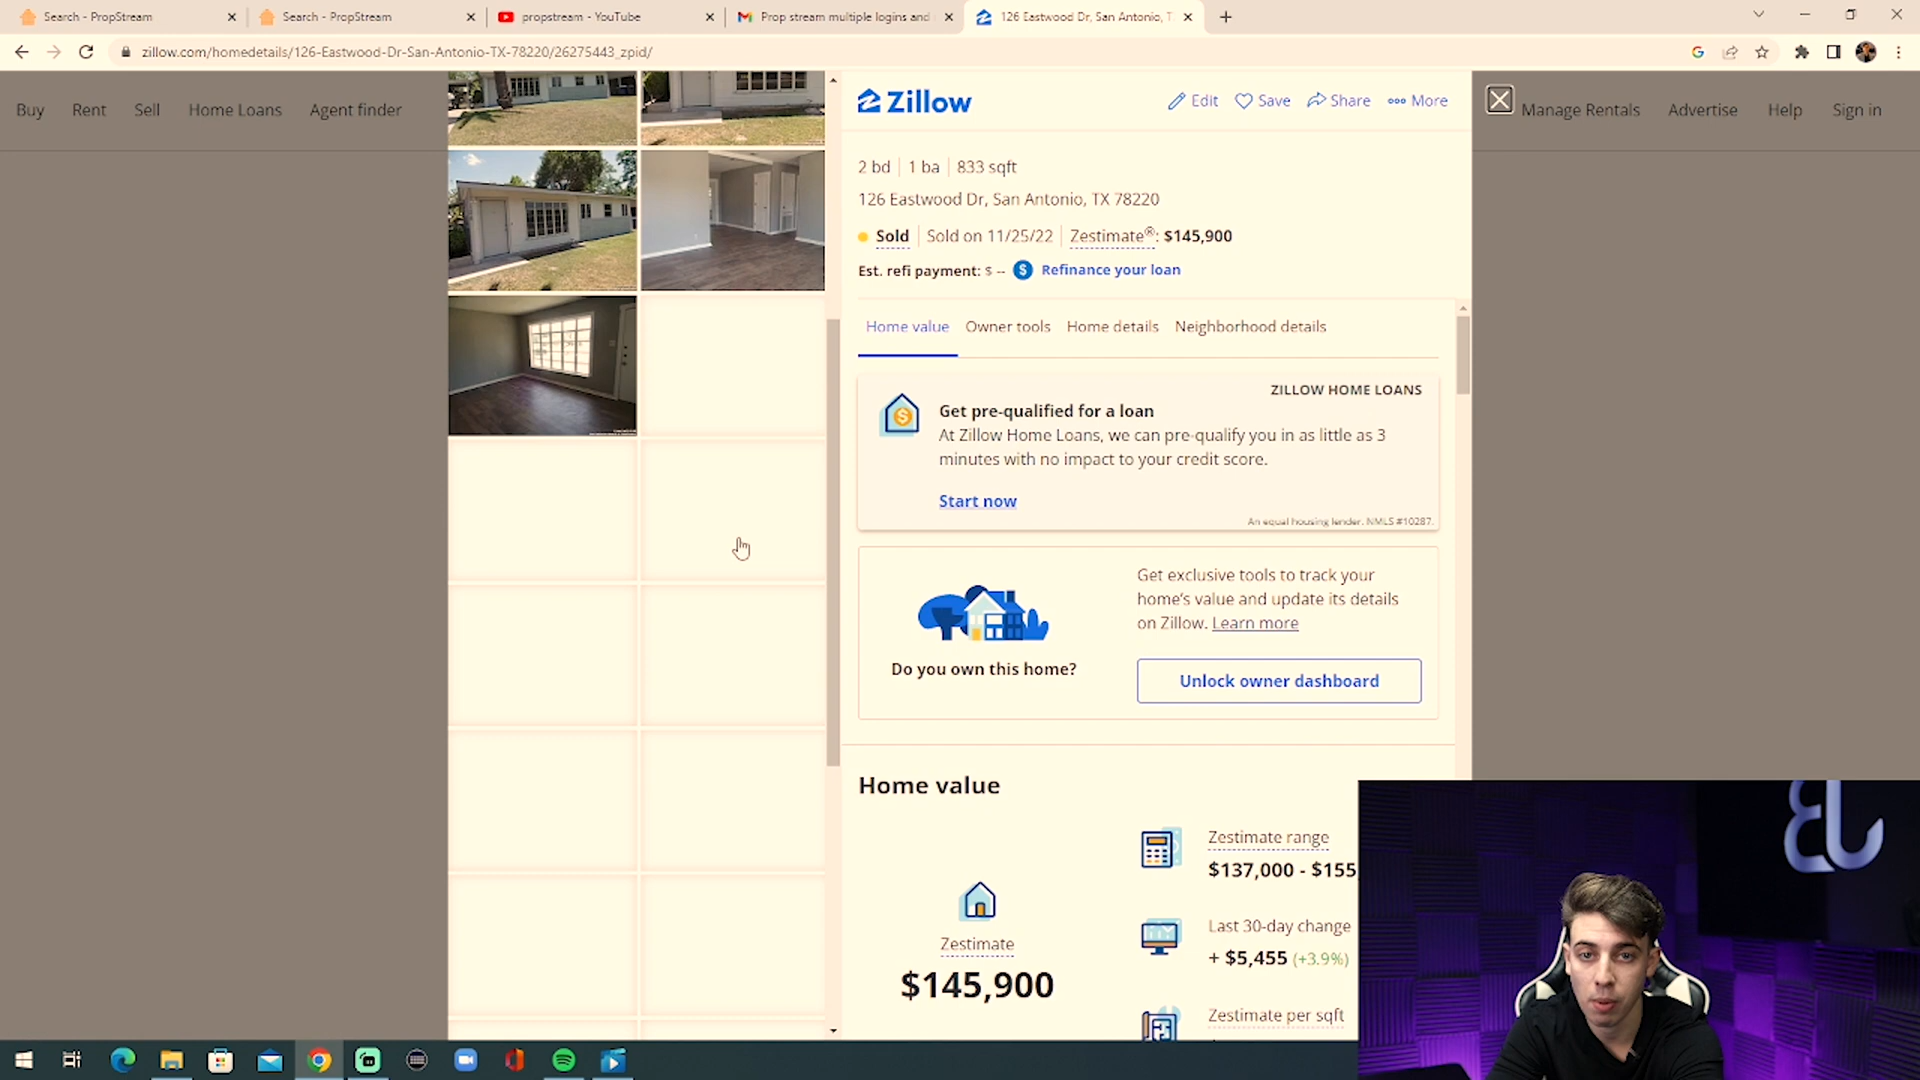 Search - PropStream
Search - PropStream
propstream - YouTube
Prop stream multiple logins and
126 Eastwood Dr, San Antonio, T
zillow.com/homedetails/126-Eastwood-Dr-San-Antonio-TX-78220/26275443_zpid/
Buy Rent Sell Home Loans Agent finder
Zillow
Edit Save Share More
Manage Rentals Advertise Help Sign in
2 bd 1 ba 833 sqft
126 Eastwood Dr, San Antonio, TX 78220
Sold Sold on 11/25/22 Zestimate®: $145,900
Est. refi payment: $ -- $ Refinance your loan
Home value Owner tools Home details Neighborhood details
ZILLOW HOME LOANS
Get pre-qualified for a loan
At Zillow Home Loans, we can pre-qualify you in as little as 3
minutes with no impact to your credit score.
Start now
An equal housing lender. NMLS #10287.
Get exclusive tools to track your
home's value and update its details
on Zillow. Learn more
Do you own this home?
Unlock owner dashboard
Home value
Zestimate
$145,900
Zestimate range
$137,000 - $155,
Last 30-day change
+ $5,455 (+3.9%)
Zestimate per sqft